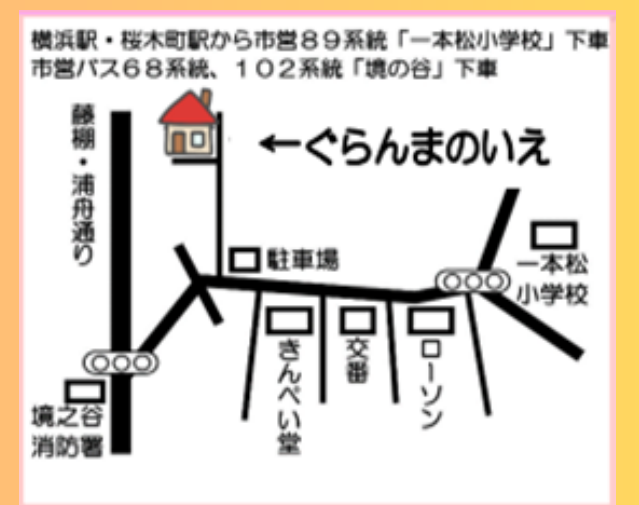 横浜駅・桜木町駅から市営89系統「一本松小学校」下車
市営バス68系統、102系統「境の谷」下車
藤棚・浦舟通り
←ぐらんまのいえ
駐車場
一本松
小学校
きんぺい堂
交番
ローソン
境之谷
消防署